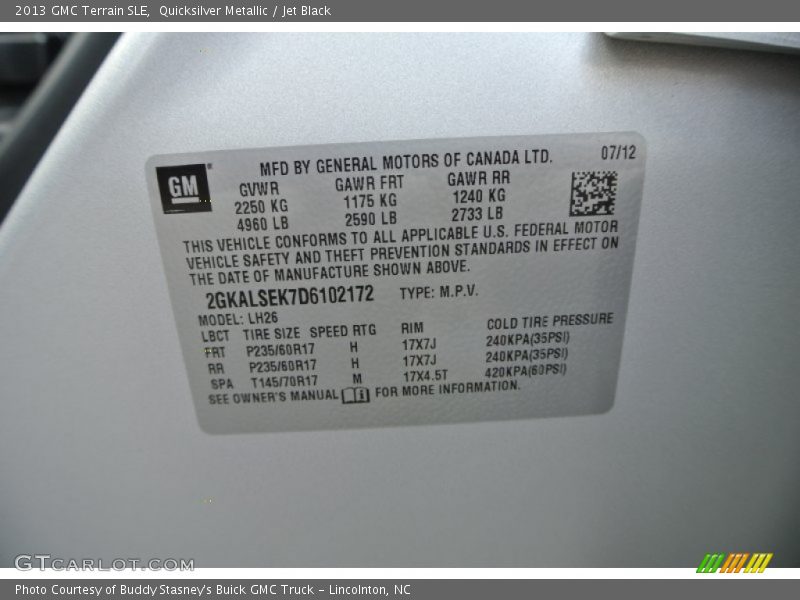 2013 GMC Terrain SLE, Quicksilver Metallic / Jet Black
GM
MFD BY GENERAL MOTORS OF CANADA LTD. 07/12
GVWR GAWR FRT GAWR RR
2250 KG 1175 KG 1240 KG
4960 LB 2590 LB 2733 LB
THIS VEHICLE CONFORMS TO ALL APPLICABLE U.S. FEDERAL MOTOR
VEHICLE SAFETY AND THEFT PREVENTION STANDARDS IN EFFECT ON
THE DATE OF MANUFACTURE SHOWN ABOVE.
2GKALSEK7D6102172 TYPE: M.P.V.
MODEL: LH26
LBCT TIRE SIZE SPEED RTG RIM COLD TIRE PRESSURE
FRT P235/60R17 H 17X7J 240KPA(35PSI)
RR P235/60R17 H 17X7J 240KPA(35PSI)
SPA T145/70R17 M 17X4.5T 420KPA(60PSI)
SEE OWNER'S MANUAL FOR MORE INFORMATION.
GTCARLOT.COM
Photo Courtesy of Buddy Stasney's Buick GMC Truck - Lincolnton, NC